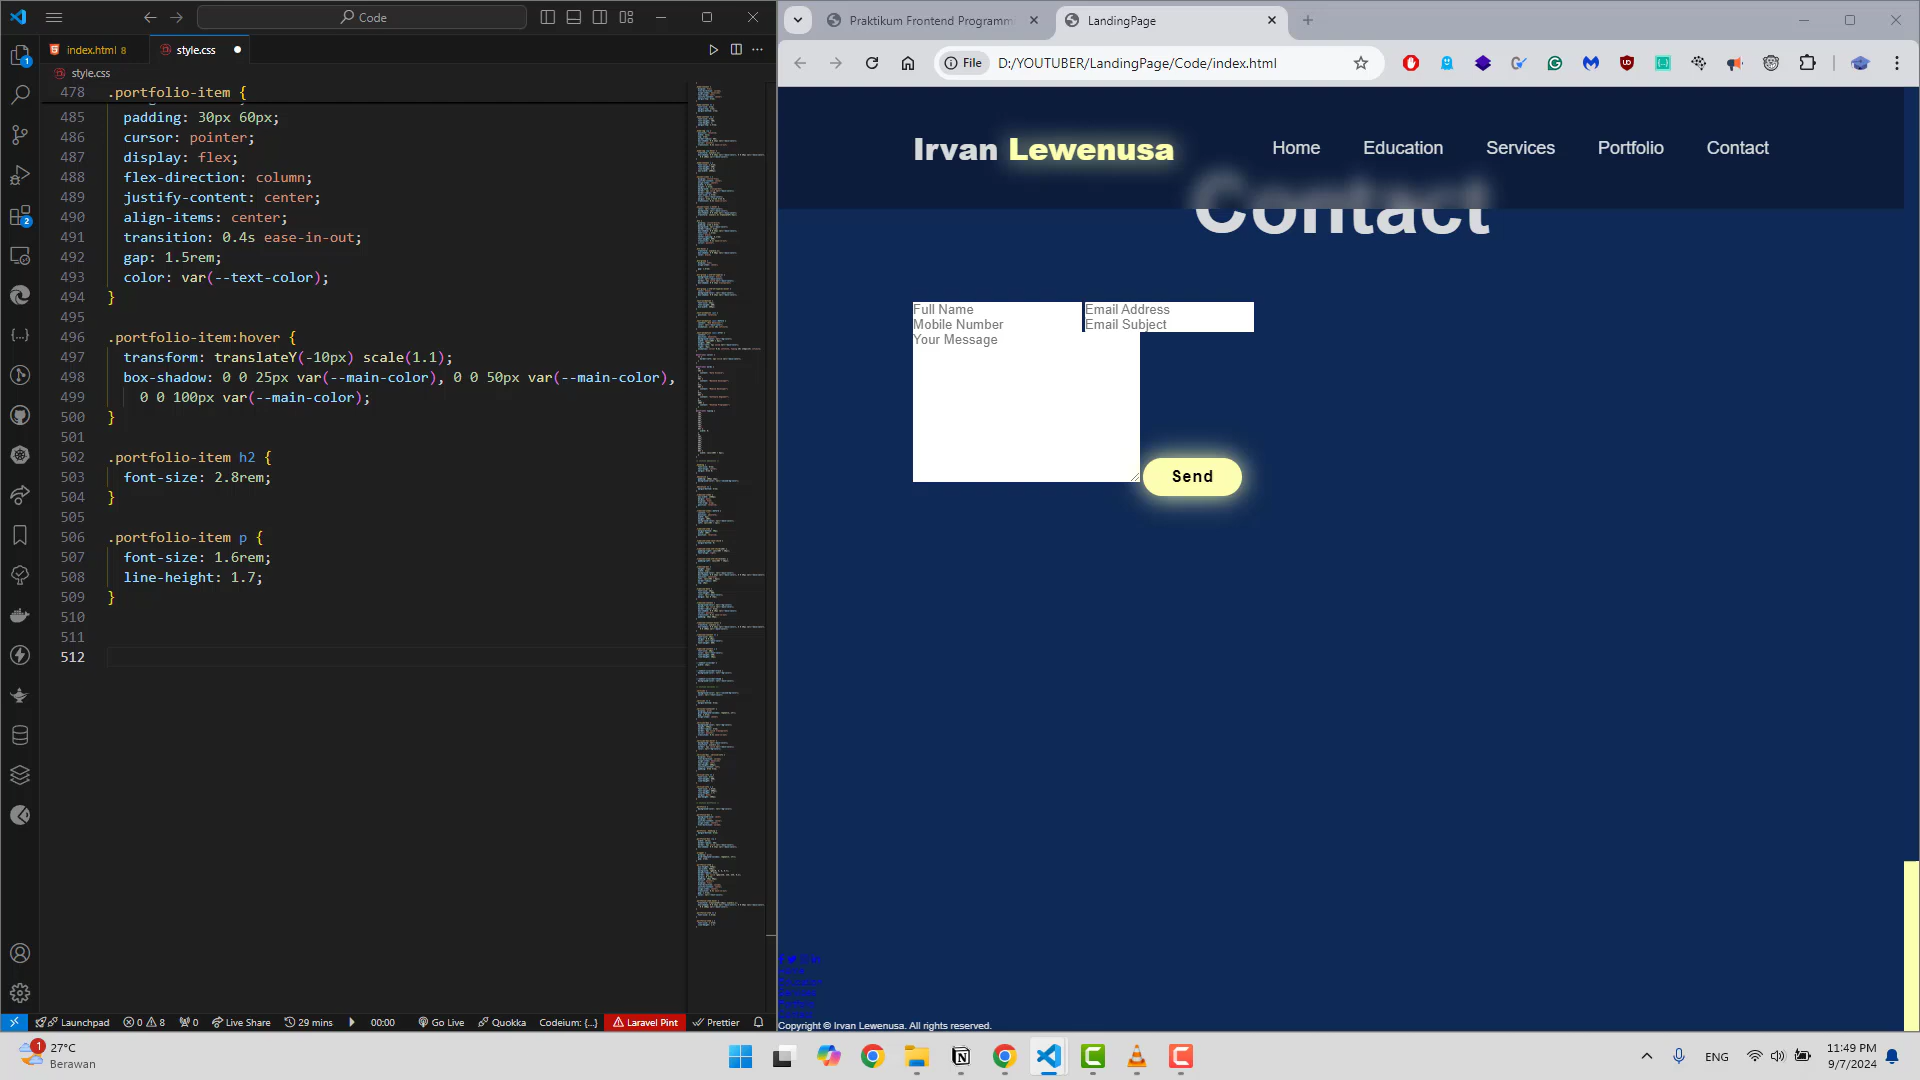 Code
index.html 8
style.css
style.css
478 .portfolio-item {
485 padding: 30px 60px;
486 cursor: pointer;
487 display: flex;
488 flex-direction: column;
489 justify-content: center;
490 align-items: center;
491 transition: 0.4s ease-in-out;
492 gap: 1.5rem;
493 color: var(--text-color);
494 }
495
496 .portfolio-item:hover {
497 transform: translateY(-10px) scale(1.1);
498 box-shadow: 0 0 25px var(--main-color), 0 0 50px var(--main-color),
499 0 0 100px var(--main-color);
500 }
501
502 .portfolio-item h2 {
503 font-size: 2.8rem;
504 }
505
506 .portfolio-item p {
507 font-size: 1.6rem;
508 line-height: 1.7;
509 }
510
511
512
Launchpad 0 8 0 Live Share 29 mins 00:00 Go Live Quokka Codeium: {...} Laravel Pint Prettier
Praktikum Frontend Programm
LandingPage
File D:/YOUTUBER/LandingPage/Code/index.html
Irvan Lewenusa Home Education Services Portfolio Contact
Contact
Full Name Email Address
Mobile Number Email Subject
Your Message
Send
Copyright © Irvan Lewenusa. All rights reserved.
1
27°C
Berawan
ENG
11:49 PM
9/7/2024